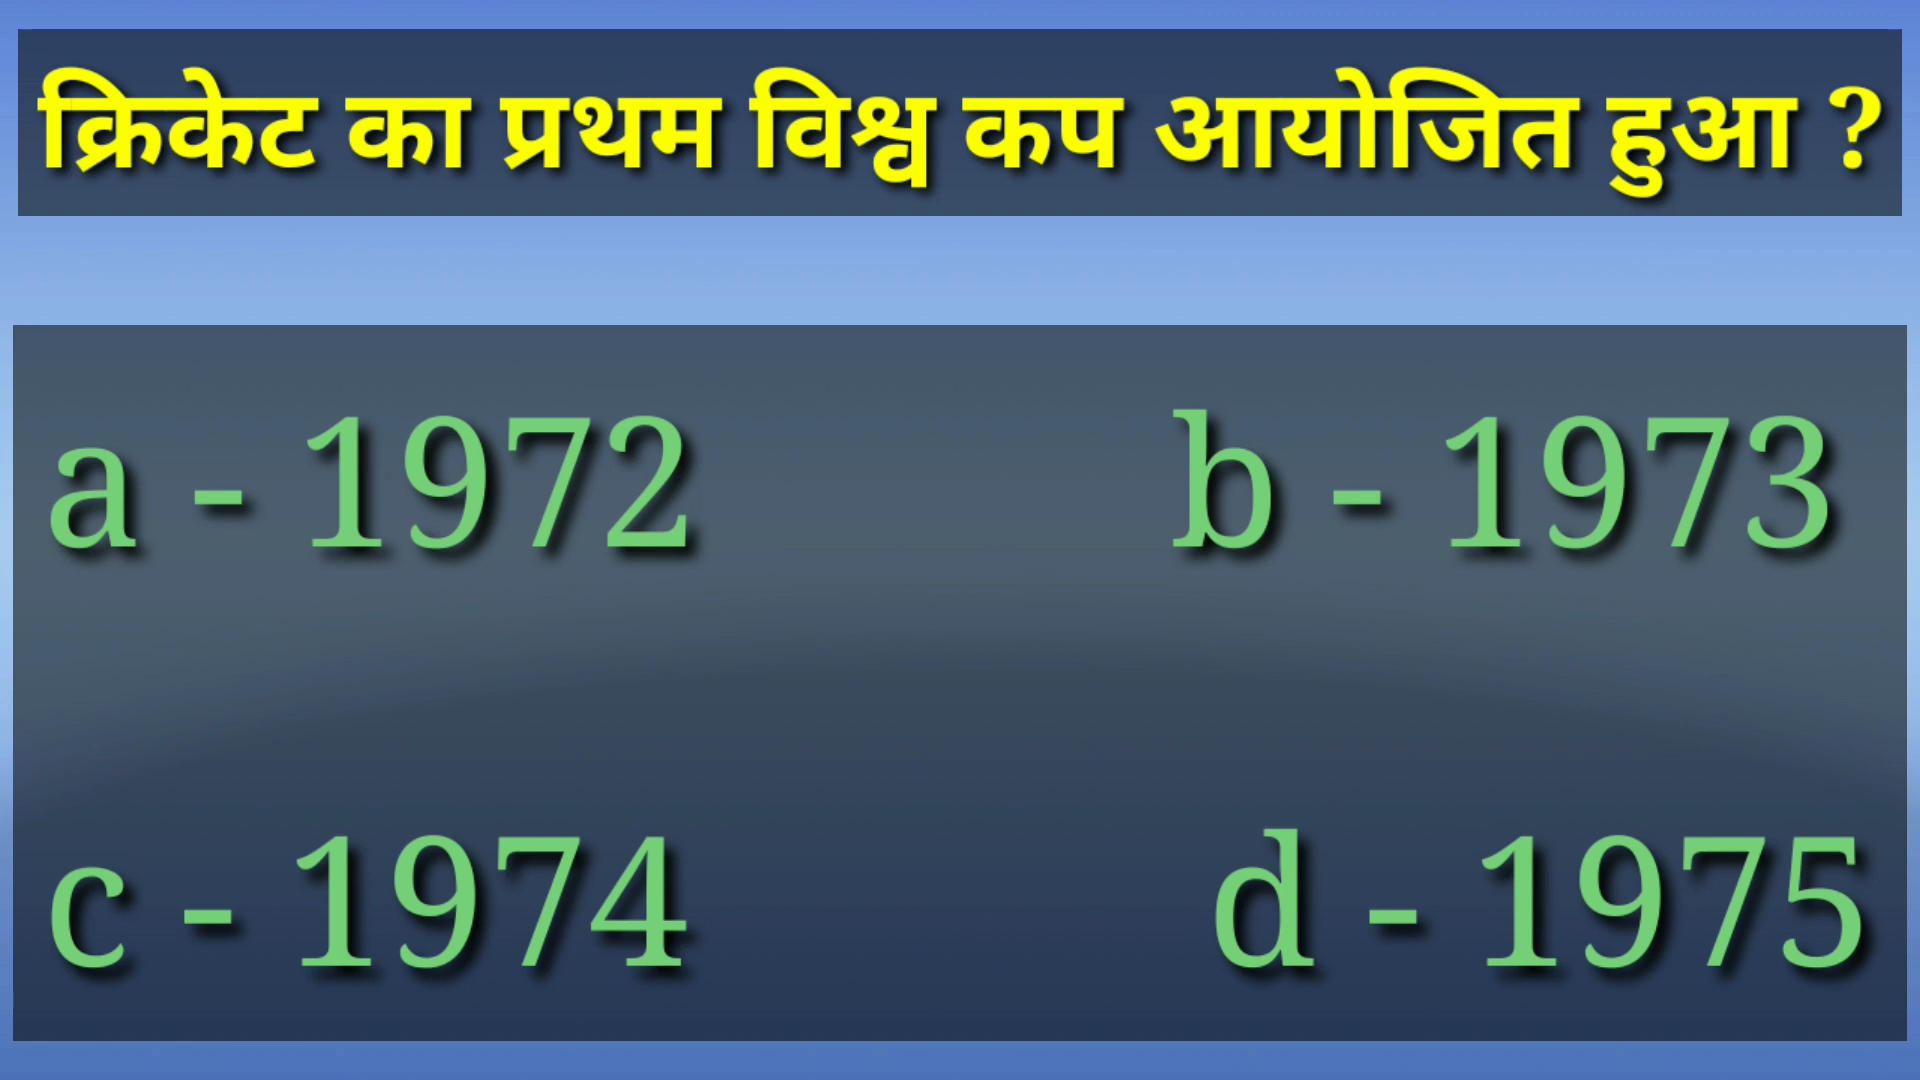 क्रिकेट का प्रथम विश्व कप आयोजित हुआ ?
a - 1972 b - 1973
c - 1974 d - 1975